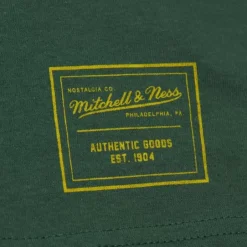 NOSTALGIA CO.
Mitchell & Ness
PHILADELPHIA, PA
AUTHENTIC GOODS
EST. 1904